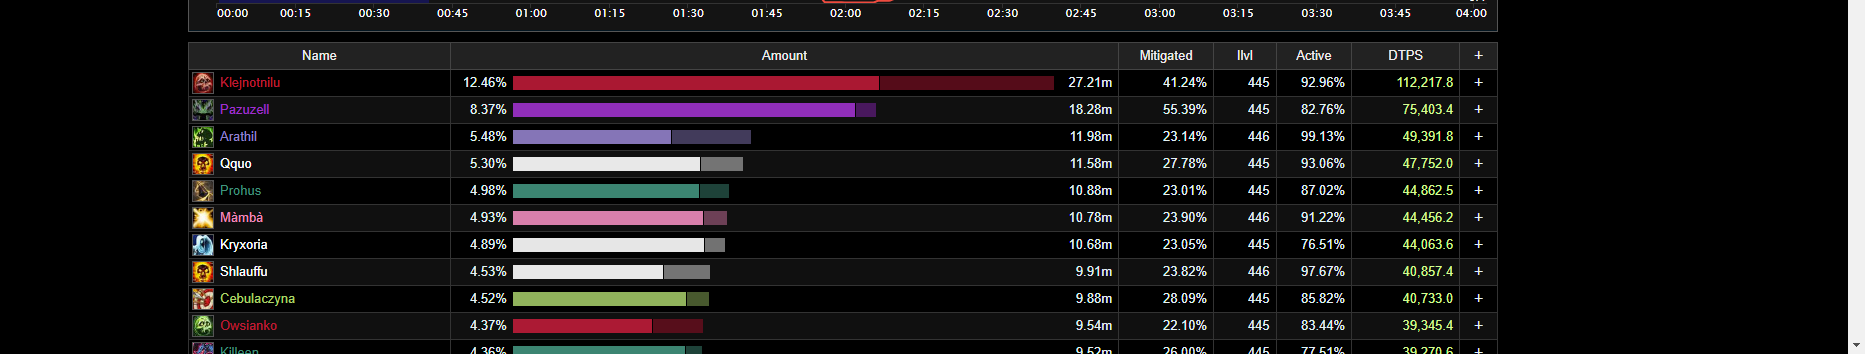 00:00 00:15 00:30 00:45 01:00 01:15 01:30 01:45 02:00 02:15 02:30 02:45 03:00 03:15 03:30 03:45 04:00
Name Amount Mitigated Ilvl Active DTPS +
Klejnotnilu 12.46% 27.21m 41.24% 445 92.96% 112,217.8 +
Pazuzell 8.37% 18.28m 55.39% 445 82.76% 75,403.4 +
Arathil 5.48% 11.98m 23.14% 446 99.13% 49,391.8 +
Qquo 5.30% 11.58m 27.78% 445 93.06% 47,752.0 +
Prohus 4.98% 10.88m 23.01% 445 87.02% 44,862.5 +
Màmbà 4.93% 10.78m 23.90% 446 91.22% 44,456.2 +
Kryxoria 4.89% 10.68m 23.05% 445 76.51% 44,063.6 +
Shlauffu 4.53% 9.91m 23.82% 446 97.67% 40,857.4 +
Cebulaczyna 4.52% 9.88m 28.09% 445 85.82% 40,733.0 +
Owsianko 4.37% 9.54m 22.10% 445 83.44% 39,345.4 +
Killeen 4.36% 9.52m 26.00% 445 77.51% 39,270.6 +